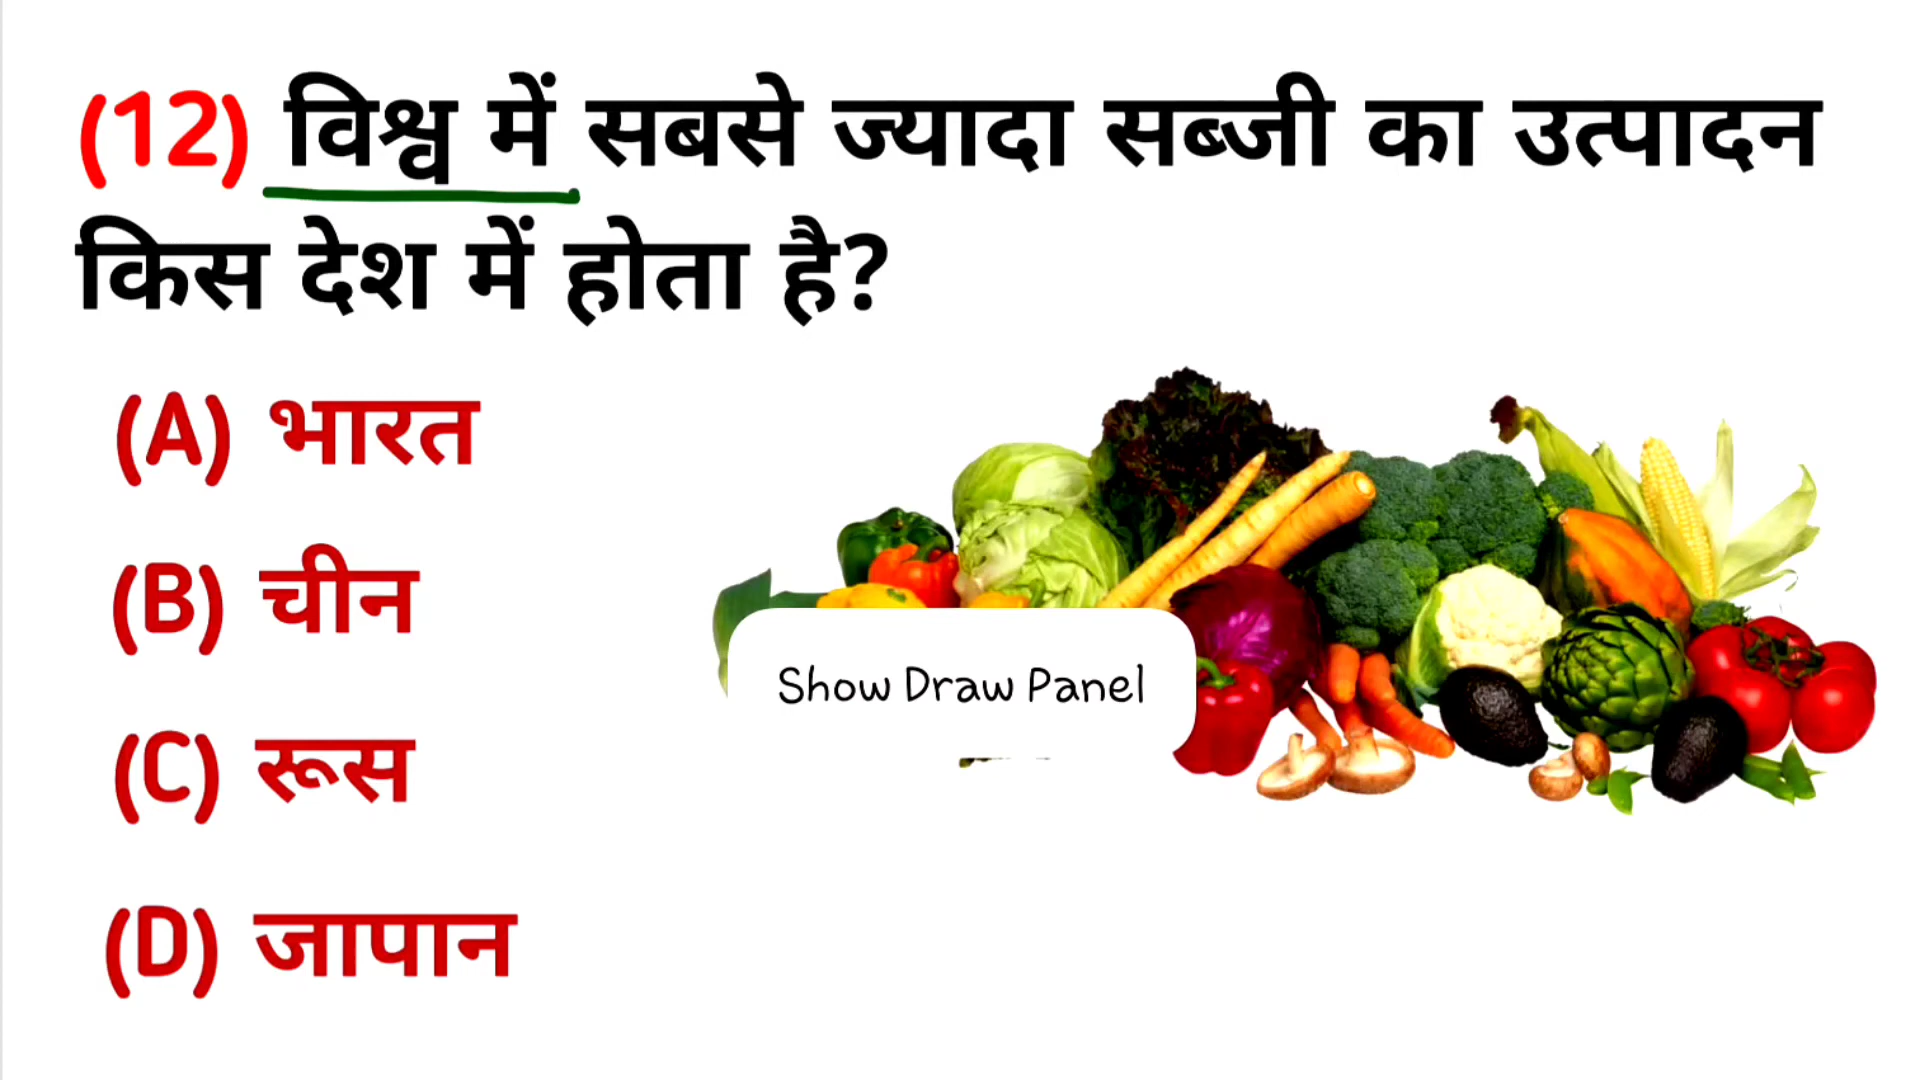 (12) विश्व में सबसे ज्यादा सब्जी का उत्पादन
किस देश में होता है?
(A) भारत
(B) चीन
(C) रूस
(D) जापान
Show Draw Panel